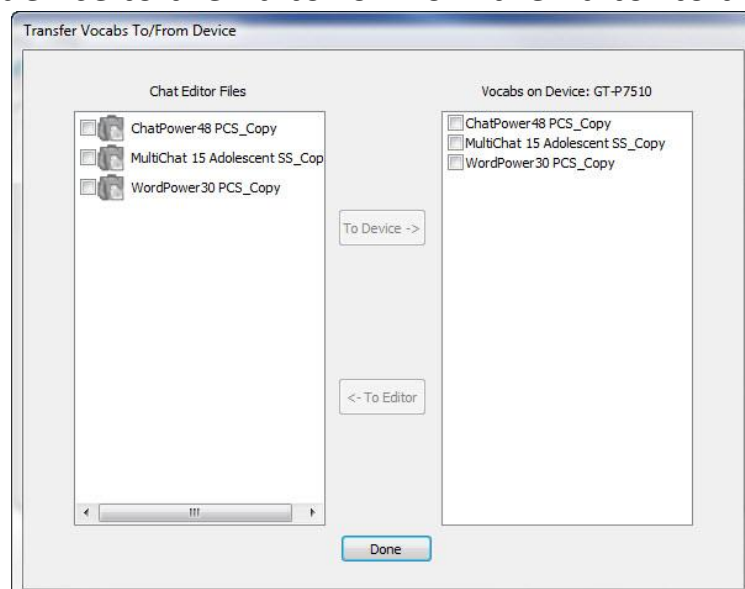 Transfer Vocabs To/From Device
Chat Editor Files
ChatPower48 PCS_Copy
MultiChat 15 Adolescent SS_Cop
WordPower30 PCS_Copy
To Device ->
<- To Editor
Vocabs on Device: GT-P7510
ChatPower48 PCS_Copy
MultiChat 15 Adolescent SS_Copy
WordPower30 PCS_Copy
Done